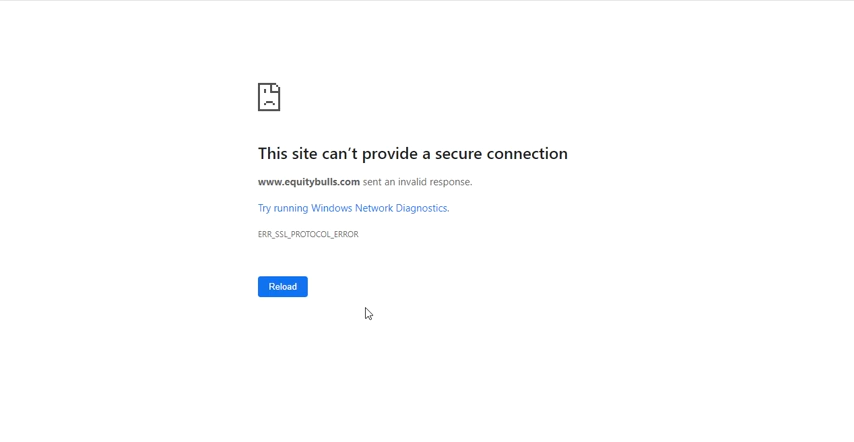 This site can't provide a secure connection
www.equitybulls.com sent an invalid response.
Try running Windows Network Diagnostics.
ERR_SSL_PROTOCOL_ERROR
Reload